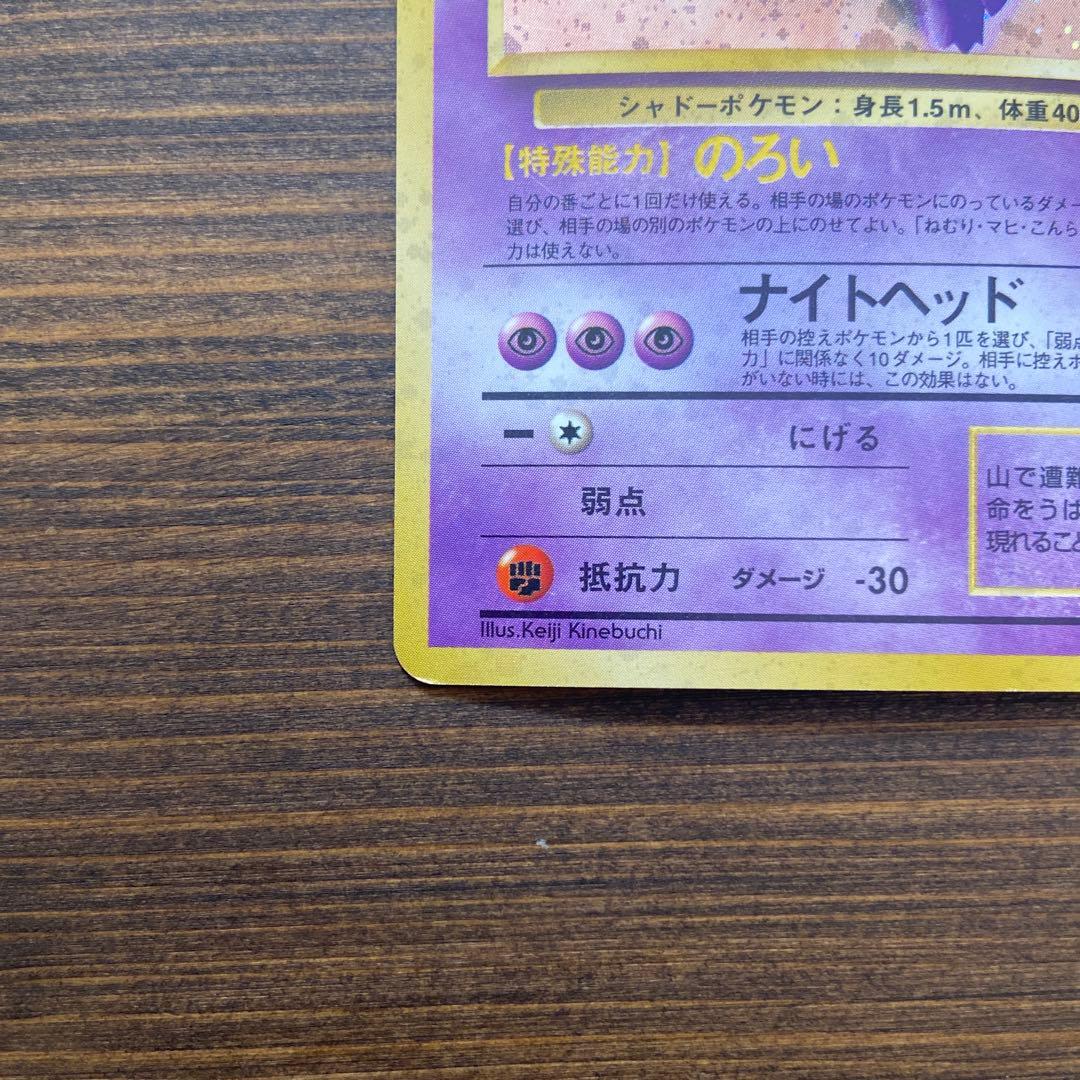 シャドーポケモン：身長1.5m、体重40
【特殊能力】 のろい
自分の番ごとに1回だけ使える。相手の場のポケモンにのっているダメー
選び、相手の場の別のポケモンの上にのせてよい。「ねむり・マヒ・こんら
力は使えない。
ナイトヘッド
相手の控えポケモンから1匹を選び、「弱点
力」に関係なく10ダメージ。相手に控えポ
がいない時には、この効果はない。
にげる
弱点
抵抗力 ダメージ -30
山で遭難
命をうは
現れること
Illus.Keiji Kinebuchi